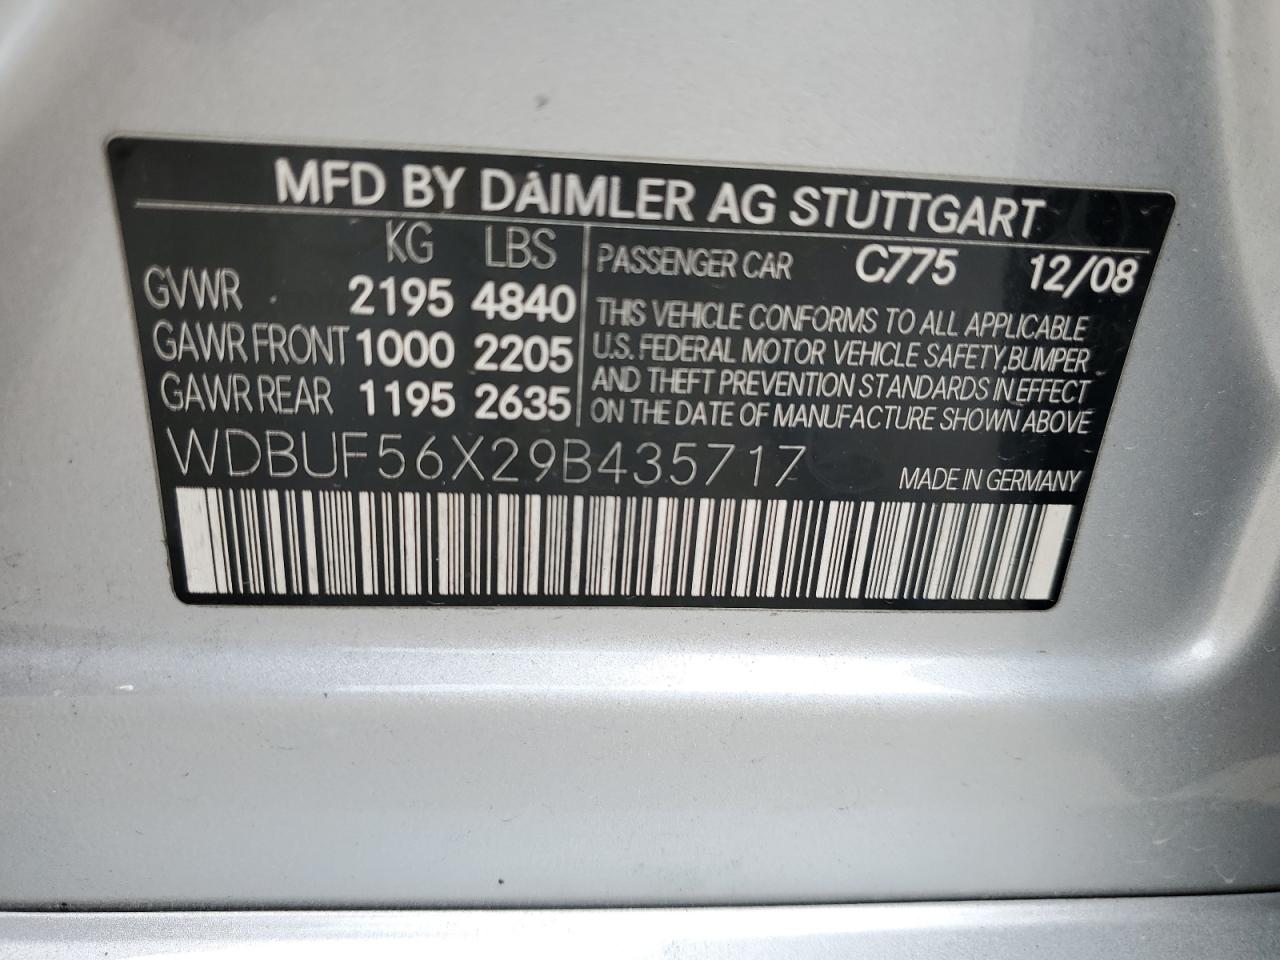 MFD BY DAIMLER AG STUTTGART
KG LBS
GVWR 2195 4840
GAWR FRONT 1000 2205
GAWR REAR 1195 2635
PASSENGER CAR C775 12/08
THIS VEHICLE CONFORMS TO ALL APPLICABLE
U.S. FEDERAL MOTOR VEHICLE SAFETY,BUMPER
AND THEFT PREVENTION STANDARDS IN EFFECT
ON THE DATE OF MANUFACTURE SHOWN ABOVE
WDBUF56X29B435717
MADE IN GERMANY